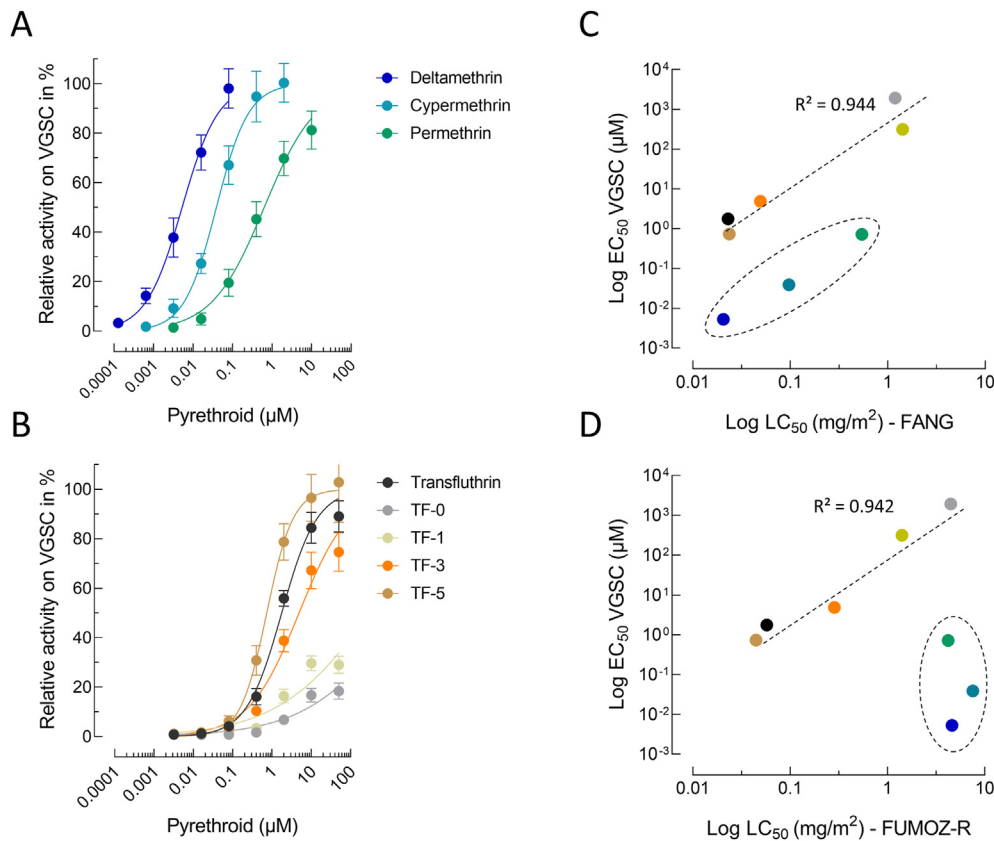 A
Relative activity on VGSC in %
100
80
60
40
20
0
0.0001
0.001
0.01
0.1
1
10
100
Pyrethroid (µM)
Deltamethrin
Cypermethrin
Permethrin
B
Relative activity on VGSC in %
100
80
60
40
20
0
0.0001
0.001
0.01
0.1
1
10
100
Pyrethroid (µM)
Transfluthrin
TF-0
TF-1
TF-3
TF-5
C
Log EC₅₀ VGSC (µM)
10⁴
10³
10²
10¹
10⁰
10⁻¹
10⁻²
10⁻³
R² = 0.944
0.01
0.1
1
10
Log LC₅₀ (mg/m²) - FANG
D
Log EC₅₀ VGSC (µM)
10⁴
10³
10²
10¹
10⁰
10⁻¹
10⁻²
10⁻³
R² = 0.942
0.01
0.1
1
10
Log LC₅₀ (mg/m²) - FUMOZ-R